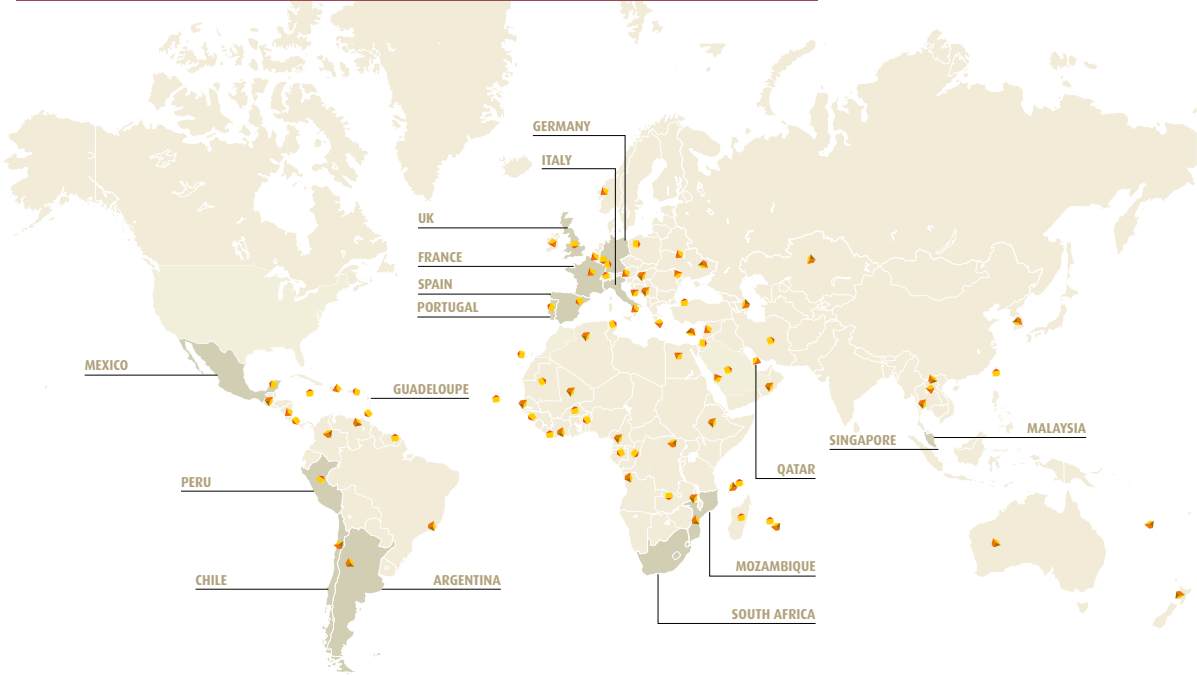 GERMANY
ITALY
UK
FRANCE
SPAIN
PORTUGAL
MEXICO
GUADELOUPE
MALAYSIA
SINGAPORE
QATAR
PERU
MOZAMBIQUE
CHILE
ARGENTINA
SOUTH AFRICA